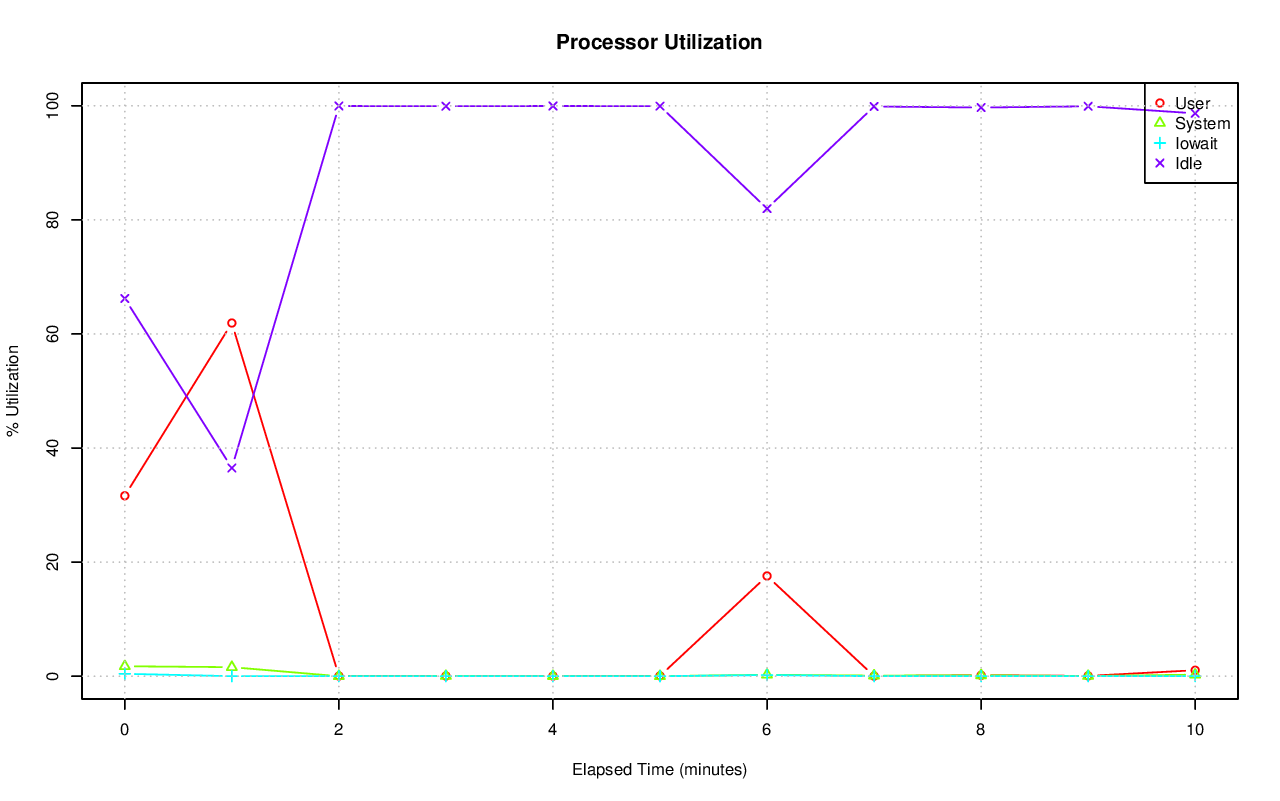 Processor Utilization
% Utilization
100
80
60
40
20
0
User
System
Iowait
Idle
0 2 4 6 8 10
Elapsed Time (minutes)